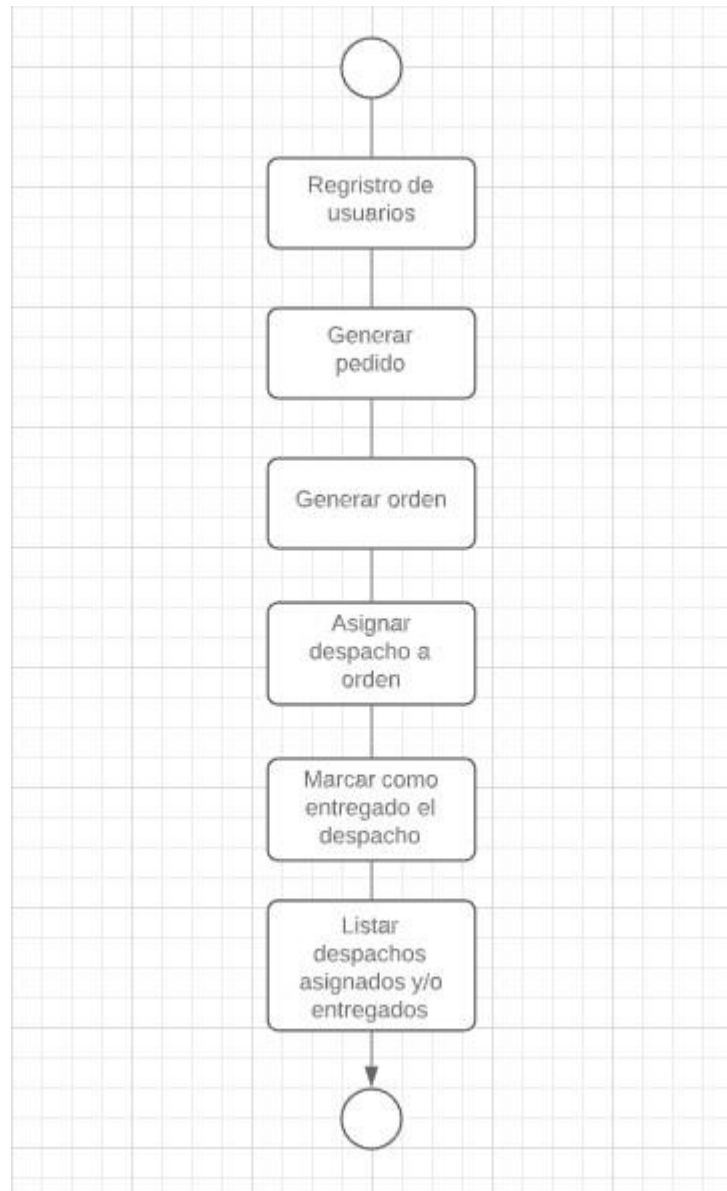 Regristro de
usuarios
Generar
pedido
Generar orden
Asignar
despacho a
orden
Marcar como
entregado el
despacho
Listar
despachos
asignados y/o
entregados